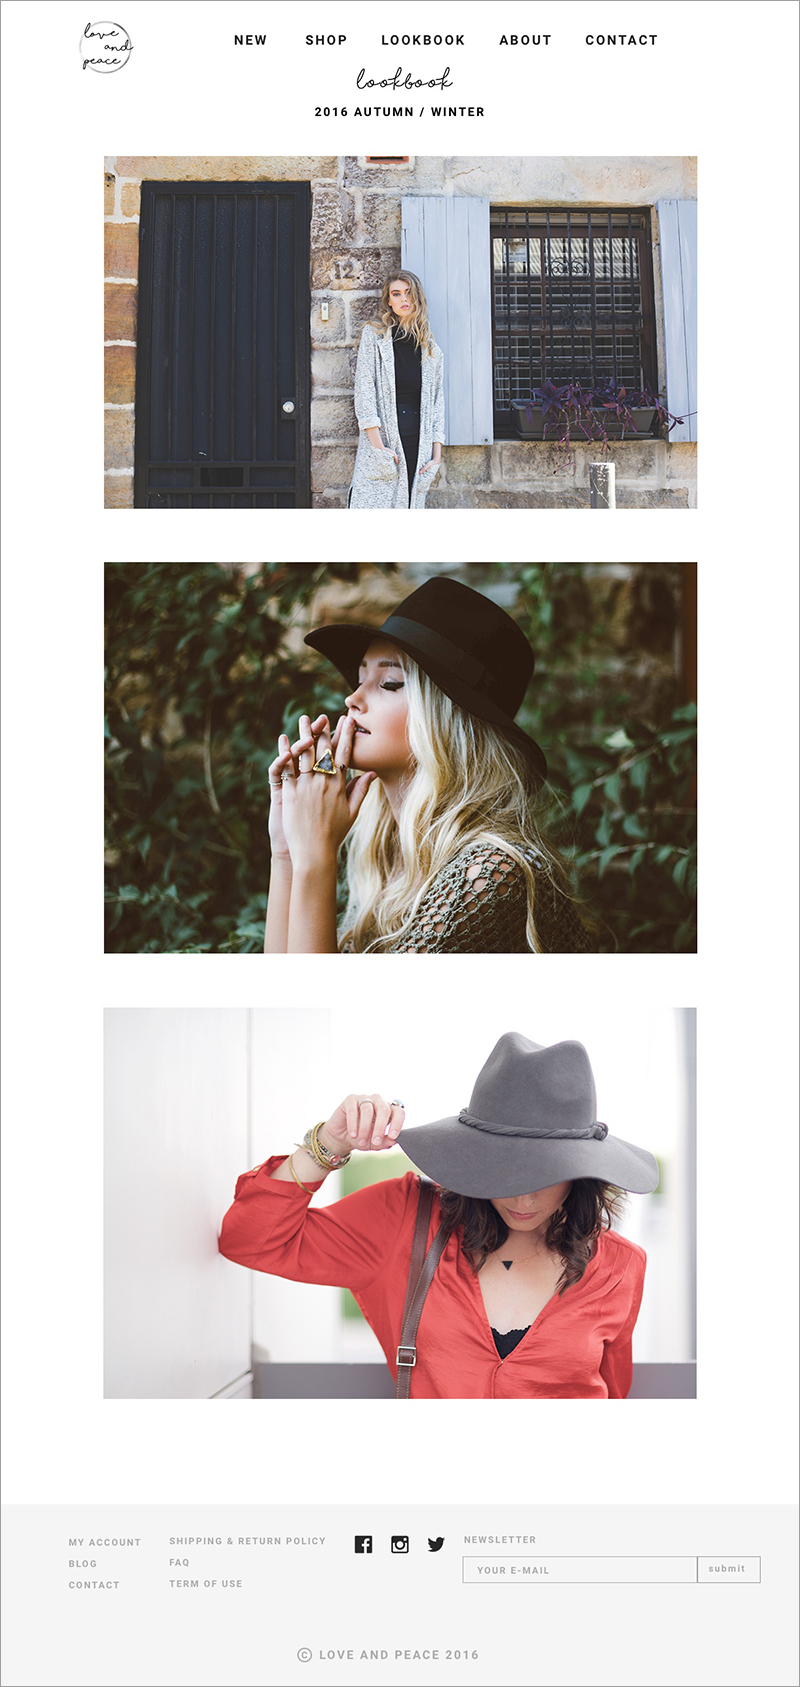 love
and
peace
NEW SHOP LOOKBOOK ABOUT CONTACT
lookbook
2016 AUTUMN / WINTER
12
MY ACCOUNT
BLOG
CONTACT
SHIPPING & RETURN POLICY
FAQ
TERM OF USE
NEWSLETTER
YOUR E-MAIL submit
© LOVE AND PEACE 2016